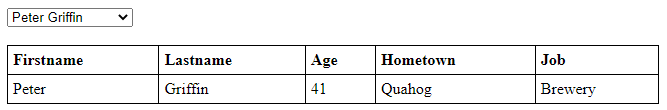 Peter Griffin
Firstname Lastname Age Hometown Job
Peter Griffin 41 Quahog Brewery